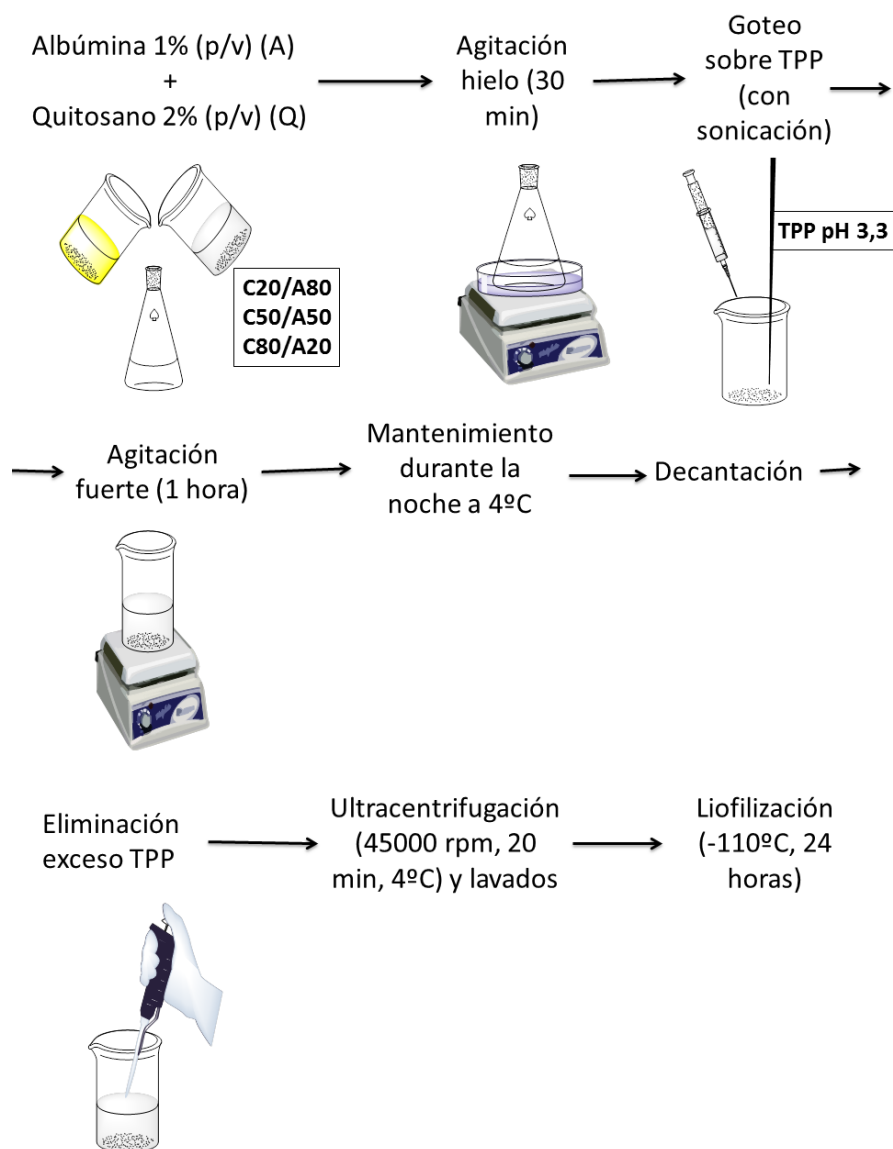 Albúmina 1% (p/v) (A)
+
Quitosano 2% (p/v) (Q)
Agitación
hielo (30
min)
Goteo
sobre TPP
(con
sonicación)
TPP pH 3,3
C20/A80
C50/A50
C80/A20
Agitación
fuerte (1 hora)
Mantenimiento
durante la
noche a 4ºC
Decantación
Eliminación
exceso TPP
Ultracentrifugación
(45000 rpm, 20
min, 4ºC) y lavados
Liofilización
(-110ºC, 24
horas)